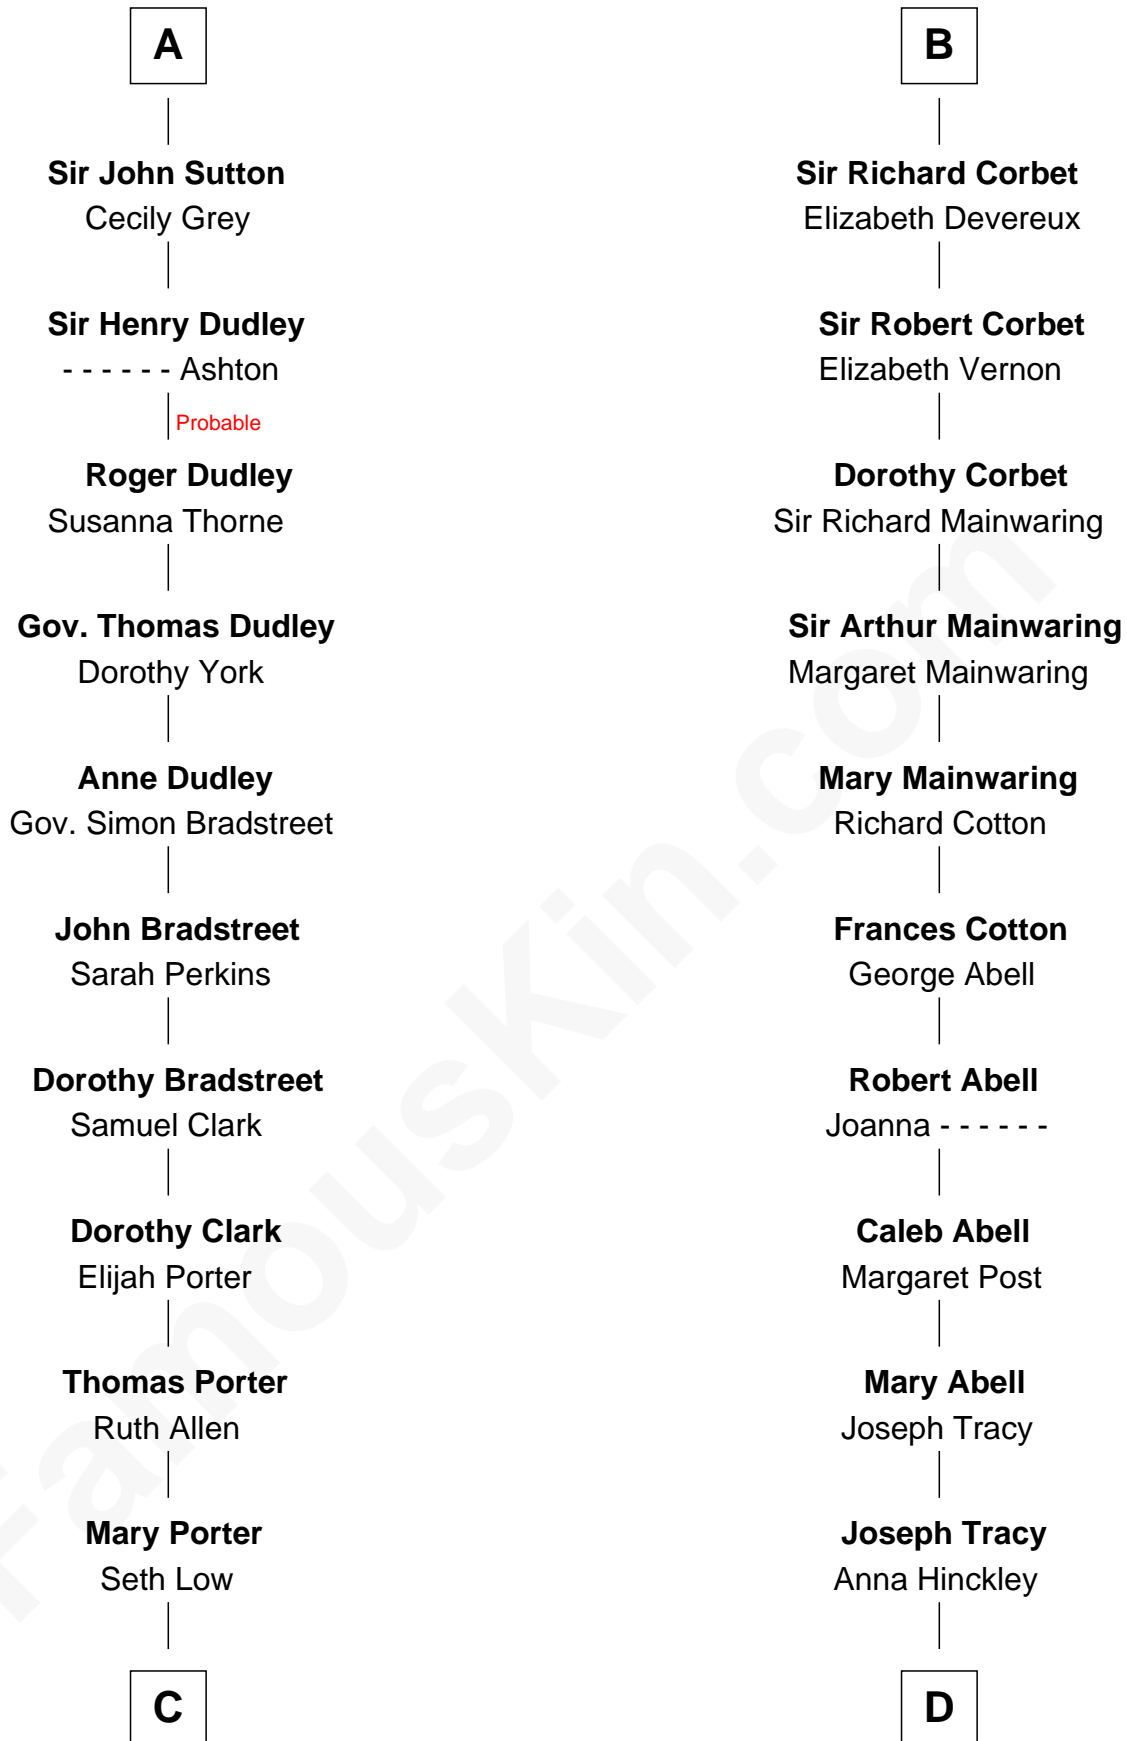 A
Sir John Sutton
Cecily Grey
Sir Henry Dudley
- - - - - - Ashton
Probable
Roger Dudley
Susanna Thorne
Gov. Thomas Dudley
Dorothy York
Anne Dudley
Gov. Simon Bradstreet
John Bradstreet
Sarah Perkins
Dorothy Bradstreet
Samuel Clark
Dorothy Clark
Elijah Porter
Thomas Porter
Ruth Allen
Mary Porter
Seth Low
C
B
Sir Richard Corbet
Elizabeth Devereux
Sir Robert Corbet
Elizabeth Vernon
Dorothy Corbet
Sir Richard Mainwaring
Sir Arthur Mainwaring
Margaret Mainwaring
Mary Mainwaring
Richard Cotton
Frances Cotton
George Abell
Robert Abell
Joanna - - - - - -
Caleb Abell
Margaret Post
Mary Abell
Joseph Tracy
Joseph Tracy
Anna Hinckley
D
FamousKin.com